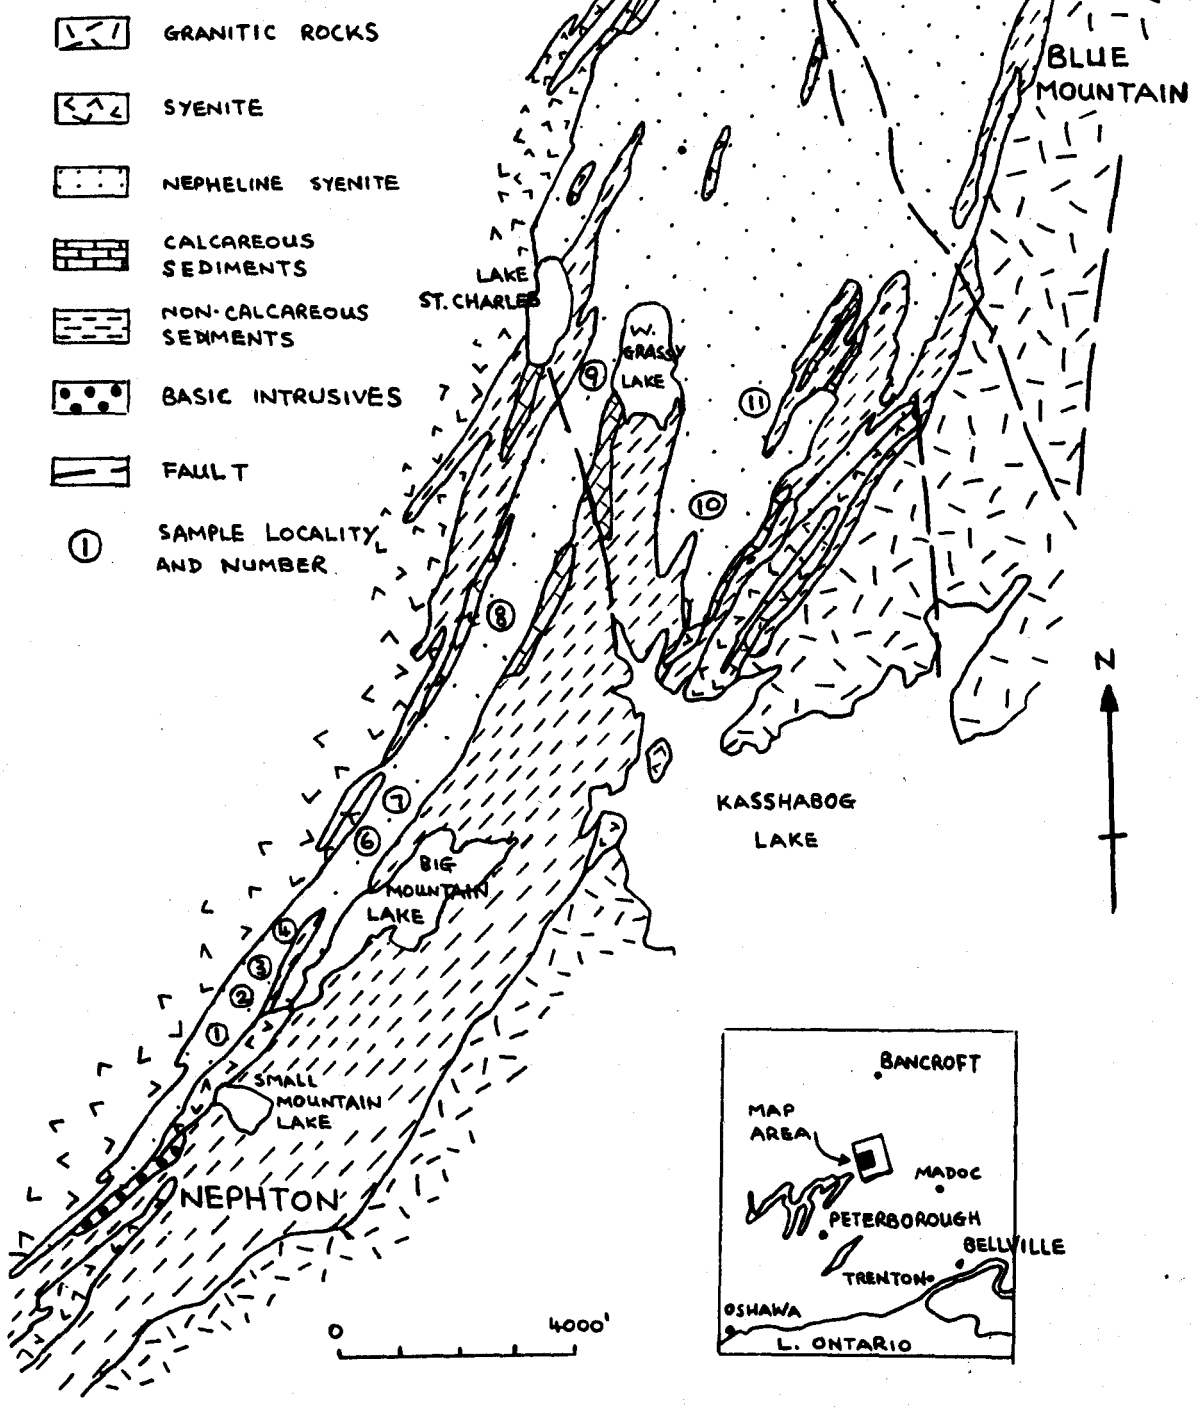 GRANITIC ROCKS
SYENITE
NEPHELINE SYENITE
CALCAREOUS
SEDIMENTS
NON-CALCAREOUS
SEDIMENTS
BASIC INTRUSIVES
FAULT
1
SAMPLE LOCALITY
AND NUMBER
BLUE
MOUNTAIN
LAKE
ST. CHARLES
W.
GRASSY
LAKE
9
11
10
8
7
6
BIG
MOUNTAIN
LAKE
4
3
2
1
SMALL
MOUNTAIN
LAKE
NEPHTON
KASSHABOG
LAKE
N
0 4000'
BANCROFT
MAP
AREA
MADOC
PETERBOROUGH
BELLVILLE
TRENTON
OSHAWA
L. ONTARIO